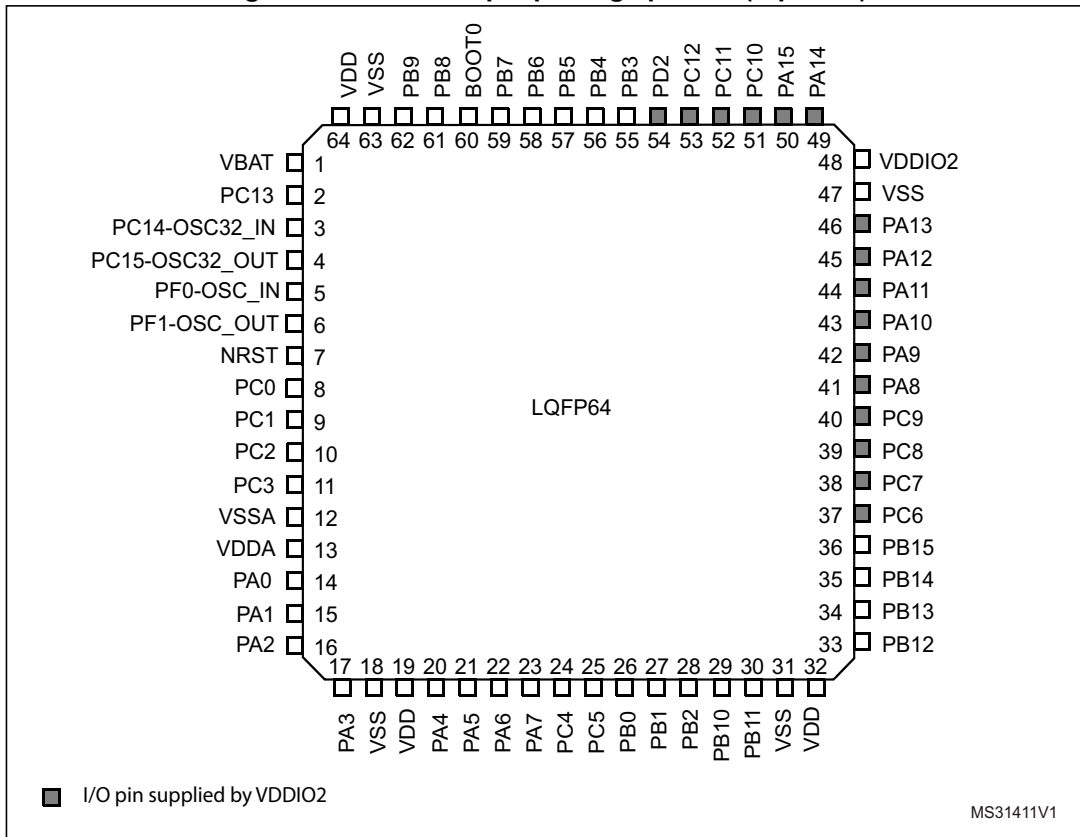 VDD
VSS
PB9
PB8
BOOT0
PB7
PB6
PB5
PB4
PB3
PD2
PC12
PC11
PC10
PA15
PA14
64 63 62 61 60 59 58 57 56 55 54 53 52 51 50 49
VBAT 1
PC13 2
PC14-OSC32_IN 3
PC15-OSC32_OUT 4
PF0-OSC_IN 5
PF1-OSC_OUT 6
NRST 7
PC0 8
PC1 9
PC2 10
PC3 11
VSSA 12
VDDA 13
PA0 14
PA1 15
PA2 16
LQFP64
48 VDDIO2
47 VSS
46 PA13
45 PA12
44 PA11
43 PA10
42 PA9
41 PA8
40 PC9
39 PC8
38 PC7
37 PC6
36 PB15
35 PB14
34 PB13
33 PB12
17 18 19 20 21 22 23 24 25 26 27 28 29 30 31 32
PA3
VSS
VDD
PA4
PA5
PA6
PA7
PC4
PC5
PB0
PB1
PB2
PB10
PB11
VSS
VDD
I/O pin supplied by VDDIO2
MS31411V1